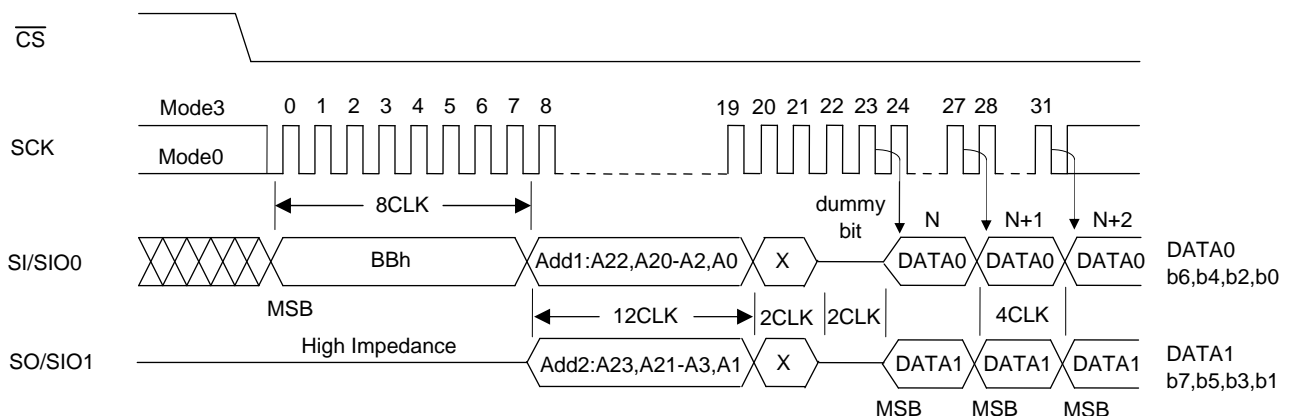 CS
Mode3 0 1 2 3 4 5 6 7 8 19 20 21 22 23 24 27 28 31
SCK
Mode0
8CLK dummy bit N N+1 N+2
SI/SIO0 BBh Add1:A22,A20-A2,A0 X DATA0 DATA0 DATA0 DATA0
b6,b4,b2,b0
MSB 12CLK 2CLK 2CLK 4CLK
High Impedance
SO/SIO1 Add2:A23,A21-A3,A1 X DATA1 DATA1 DATA1 DATA1
b7,b5,b3,b1
MSB MSB MSB